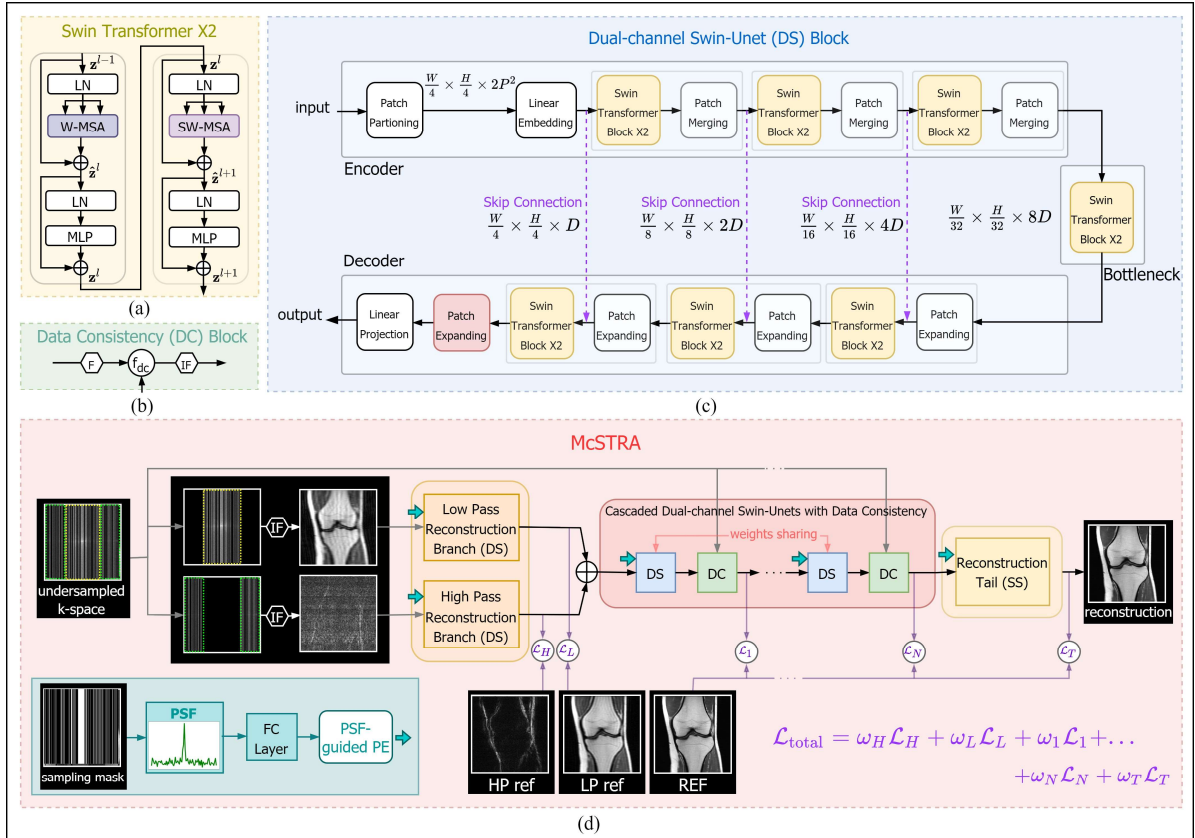 Swin Transformer X2
z^{l-1}
z^l
LN
LN
W-MSA
SW-MSA
ẑ^l
ẑ^{l+1}
LN
LN
MLP
MLP
z^l
z^{l+1}
(a)
Data Consistency (DC) Block
F
f_dc
IF
(b)
Dual-channel Swin-Unet (DS) Block
input
Patch
Partioning
W/4 × H/4 × 2P²
Linear
Embedding
Swin
Transformer
Block X2
Patch
Merging
Swin
Transformer
Block X2
Patch
Merging
Swin
Transformer
Block X2
Patch
Merging
Encoder
Skip Connection
W/4 × H/4 × D
Skip Connection
W/8 × H/8 × 2D
Skip Connection
W/16 × H/16 × 4D
W/32 × H/32 × 8D
Swin
Transformer
Block X2
Bottleneck
Decoder
output
Linear
Projection
Patch
Expanding
Swin
Transformer
Block X2
Patch
Expanding
Swin
Transformer
Block X2
Patch
Expanding
Swin
Transformer
Block X2
Patch
Expanding
(c)
McSTRA
undersampled
k-space
IF
IF
Low Pass
Reconstruction
Branch (DS)
High Pass
Reconstruction
Branch (DS)
Cascaded Dual-channel Swin-Unets with Data Consistency
weights sharing
DS
DC
DS
DC
Reconstruction
Tail (SS)
reconstruction
ℒ_H
ℒ_L
ℒ_1
ℒ_N
ℒ_T
sampling mask
PSF
FC
Layer
PSF-
guided PE
HP ref
LP ref
REF
ℒ_total = ω_H ℒ_H + ω_L ℒ_L + ω_1 ℒ_1 + ...
+ω_N ℒ_N + ω_T ℒ_T
(d)